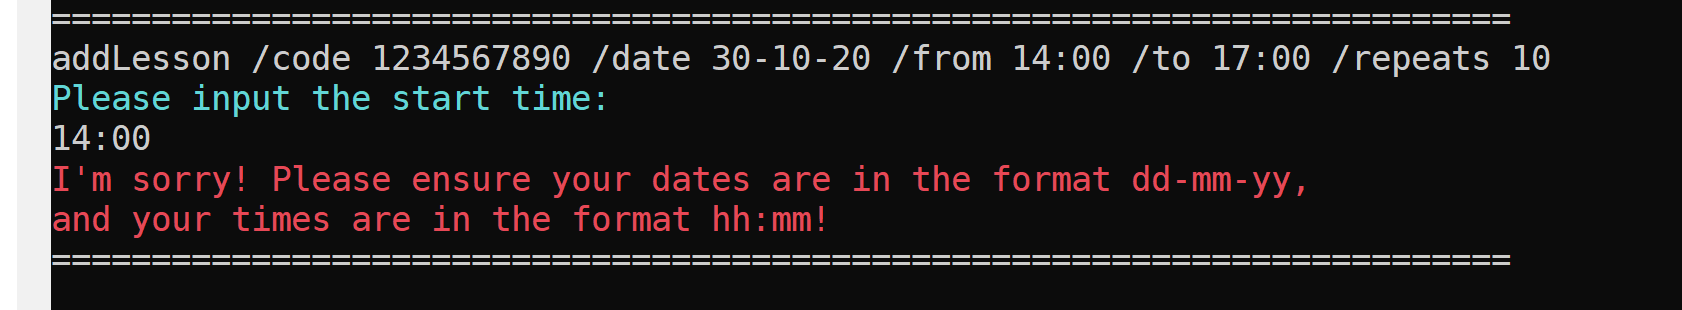 =========================================================================
addLesson /code 1234567890 /date 30-10-20 /from 14:00 /to 17:00 /repeats 10
Please input the start time:
14:00
I'm sorry! Please ensure your dates are in the format dd-mm-yy,
and your times are in the format hh:mm!
=========================================================================